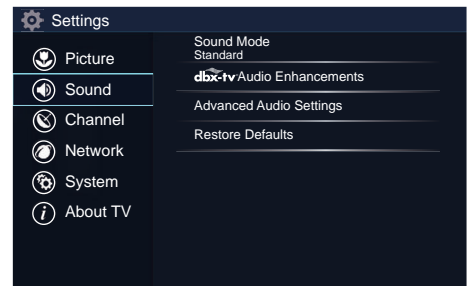 Settings
Picture
Sound
Channel
Network
System
About TV
Sound Mode
Standard
dbx-tv Audio Enhancements
Advanced Audio Settings
Restore Defaults